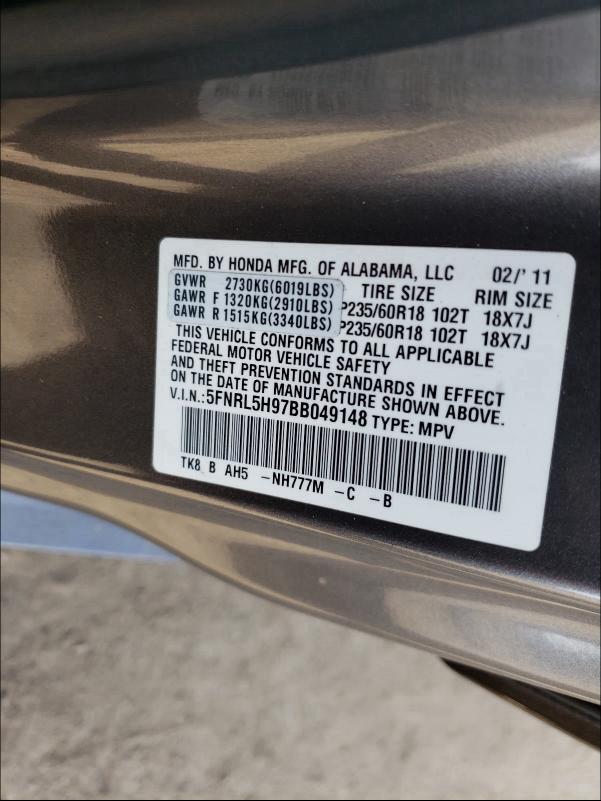 MFD. BY HONDA MFG. OF ALABAMA, LLC 02/'11
GVWR 2730KG(6019LBS) TIRE SIZE RIM SIZE
GAWR F 1320KG(2910LBS) P235/60R18 102T 18X7J
GAWR R 1515KG(3340LBS) P235/60R18 102T 18X7J
THIS VEHICLE CONFORMS TO ALL APPLICABLE
FEDERAL MOTOR VEHICLE SAFETY
AND THEFT PREVENTION STANDARDS IN EFFECT
ON THE DATE OF MANUFACTURE SHOWN ABOVE.
V.I.N.:5FNRL5H97BB049148 TYPE: MPV
TK8 B AH5 -NH777M -C -B